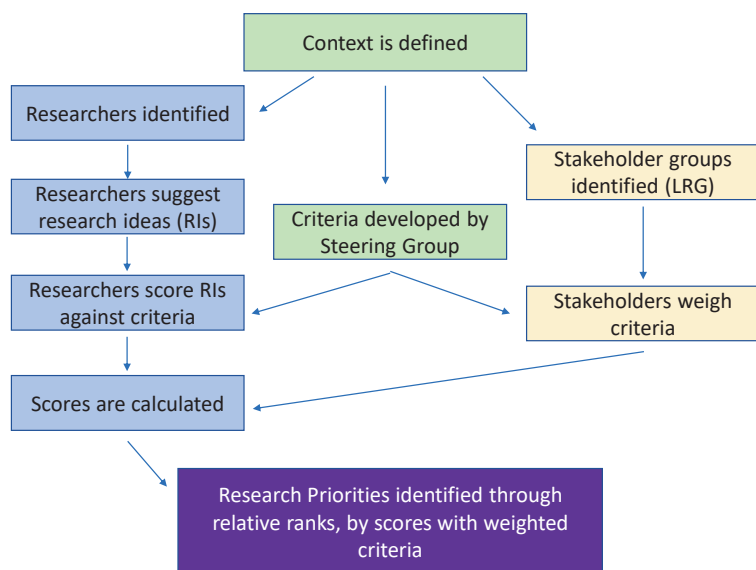 Context is defined
Researchers identified
Stakeholder groups
identified (LRG)
Researchers suggest
research ideas (RIs)
Criteria developed by
Steering Group
Researchers score RIs
against criteria
Stakeholders weigh
criteria
Scores are calculated
Research Priorities identified through
relative ranks, by scores with weighted
criteria